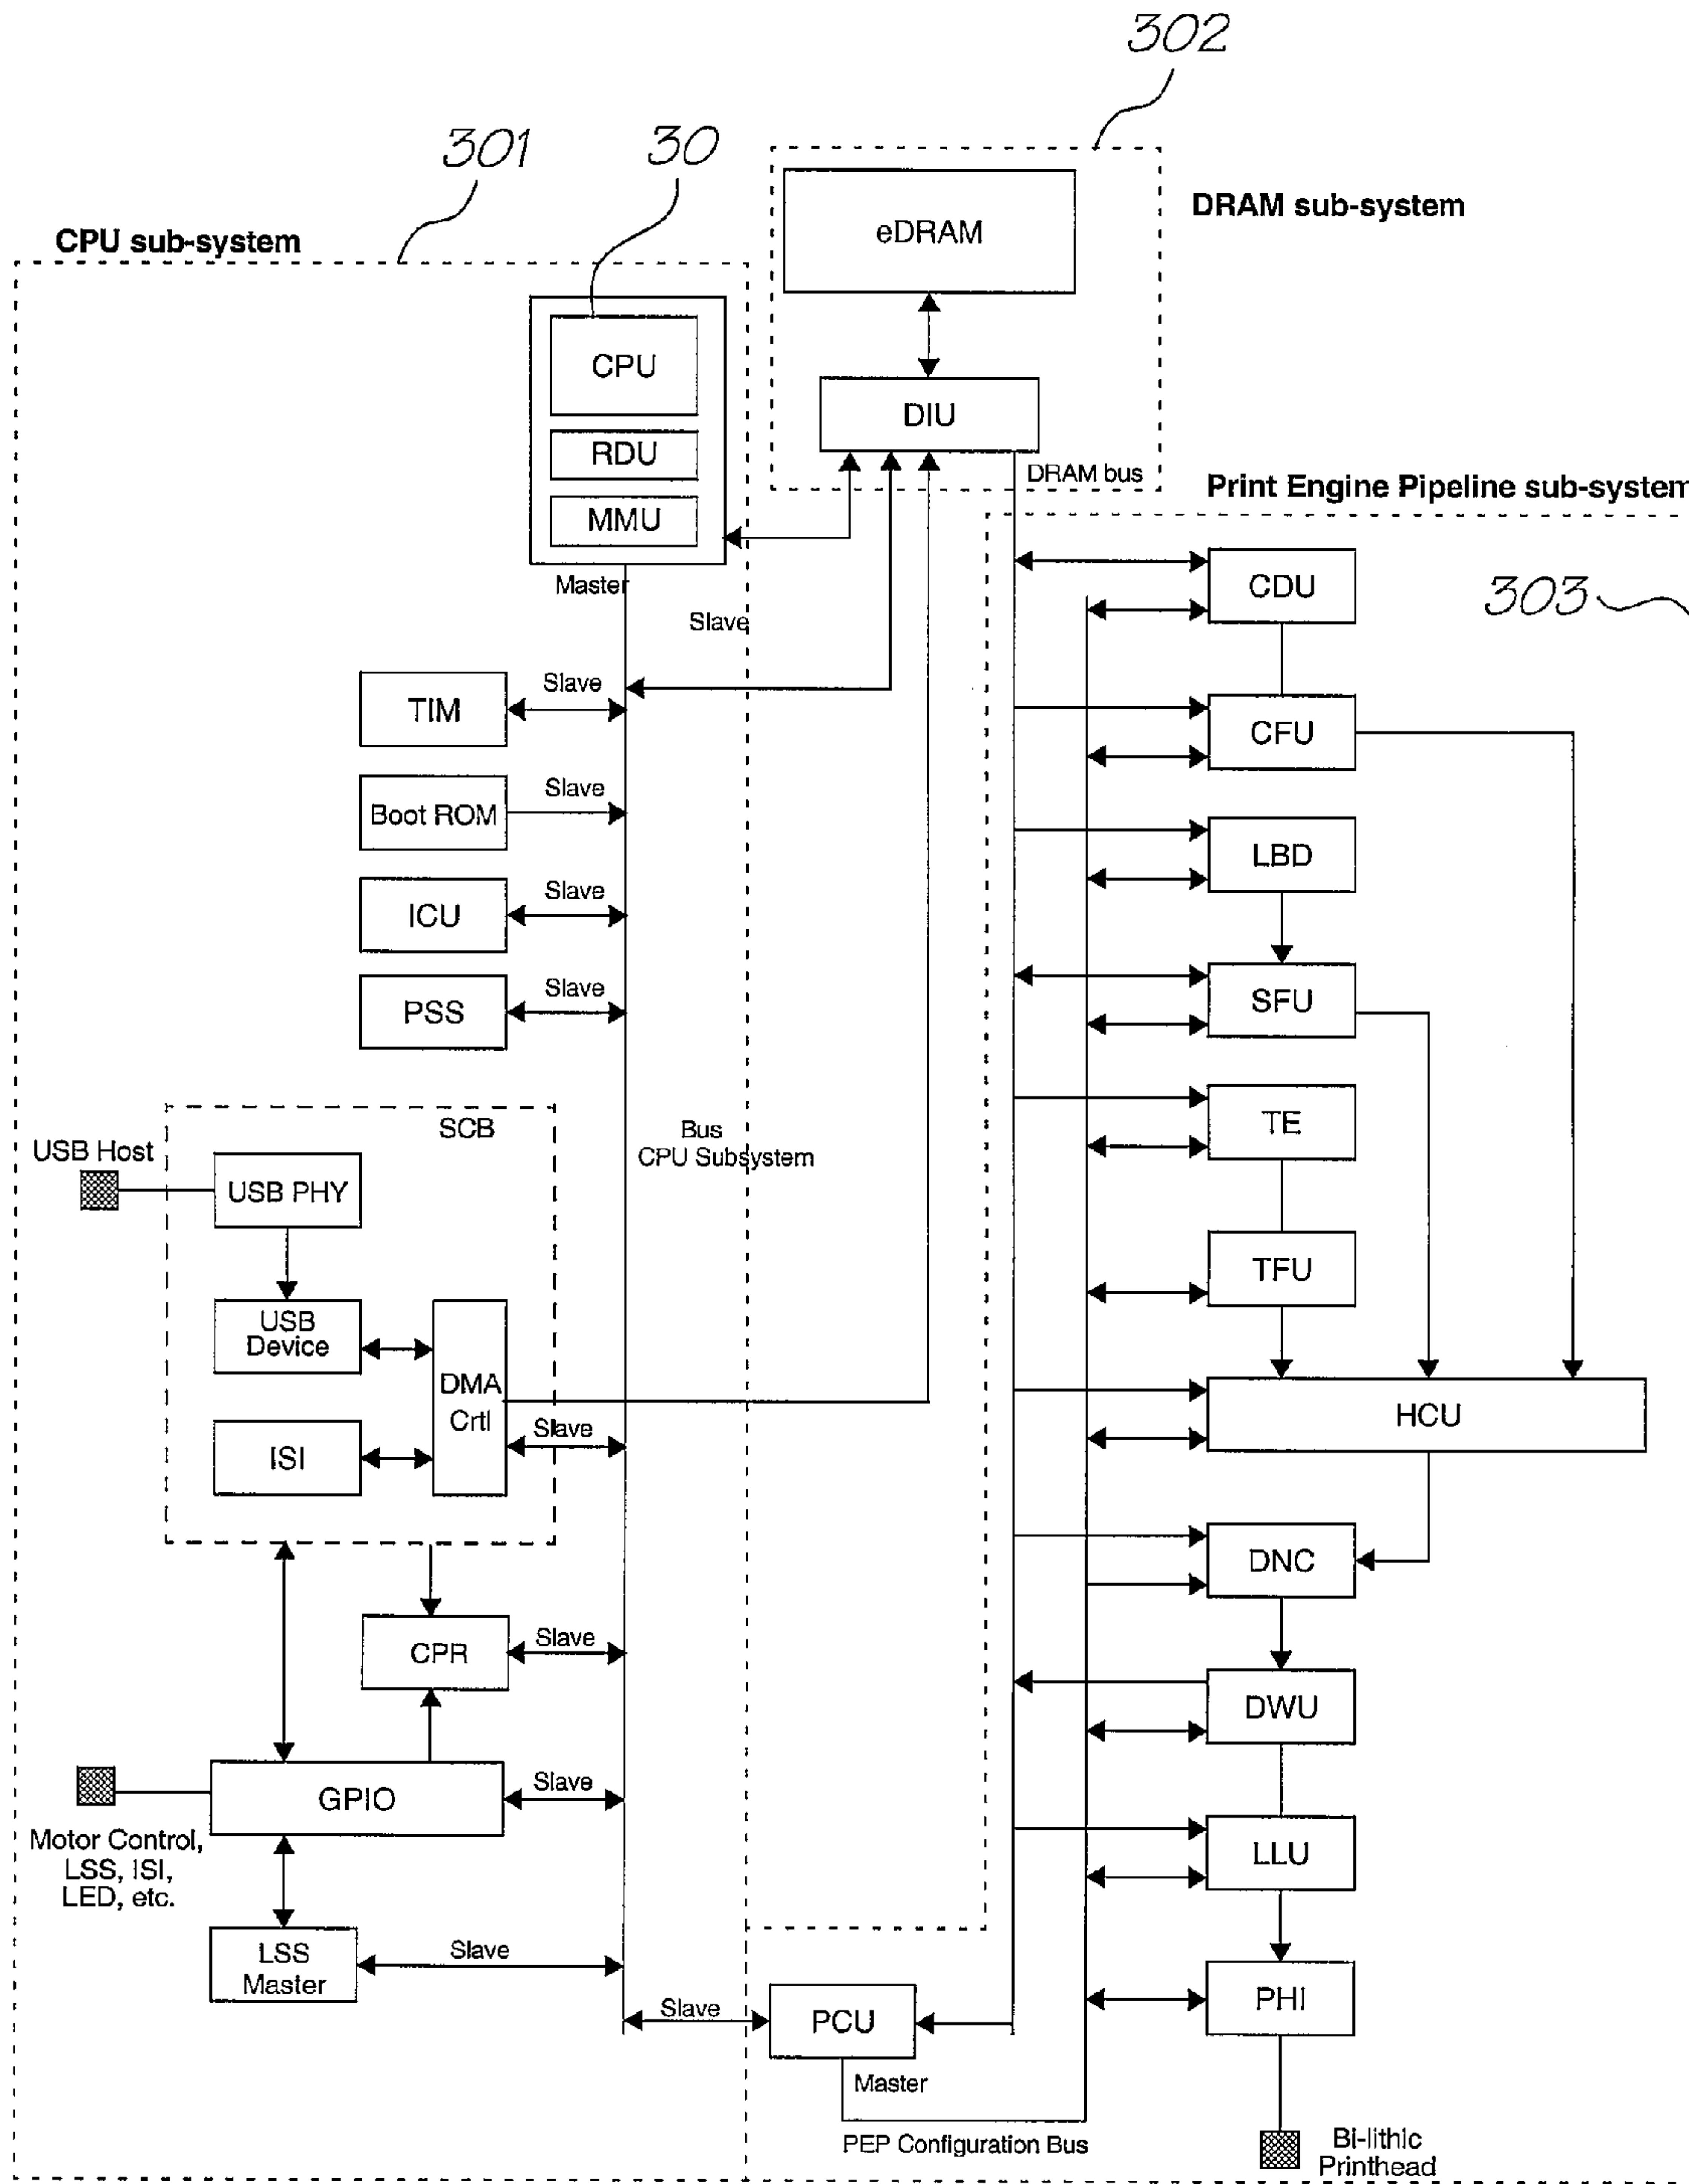 302
301
30
DRAM sub-system
CPU sub-system
eDRAM
CPU
DIU
RDU
DRAM bus
MMU
Print Engine Pipeline sub-system
Master
CDU
303
Slave
Slave
TIM
CFU
Slave
Boot ROM
LBD
Slave
ICU
Slave
PSS
SFU
SCB
TE
Bus
CPU Subsystem
USB Host
USB PHY
TFU
USB
Device
DMA
Crtl
HCU
Slave
ISI
DNC
CPR
Slave
DWU
GPIO
Slave
Motor Control,
LSS, ISI,
LED, etc.
LLU
LSS
Master
Slave
PHI
Slave
PCU
Master
PEP Configuration Bus
Bi-lithic
Printhead